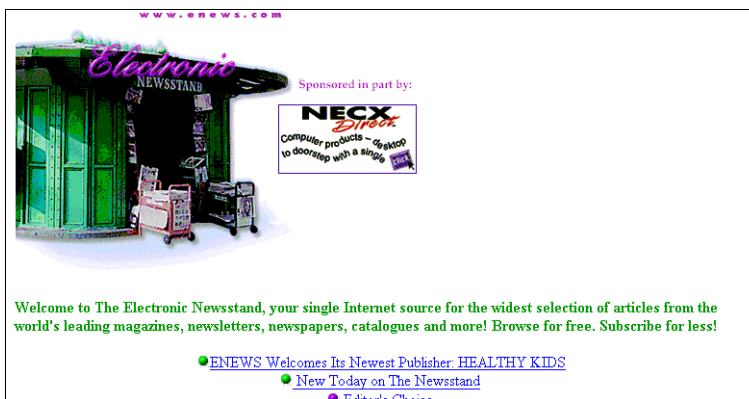 www.enews.com
Electronic
NEWSSTAND
Sponsored in part by:
NECX
Direct
Computer products – desktop
to doorstep with a single
click
Welcome to The Electronic Newsstand, your single Internet source for the widest selection of articles from the
world's leading magazines, newsletters, newspapers, catalogues and more! Browse for free. Subscribe for less!
ENEWS Welcomes Its Newest Publisher: HEALTHY KIDS
New Today on The Newsstand
Editor's Choice